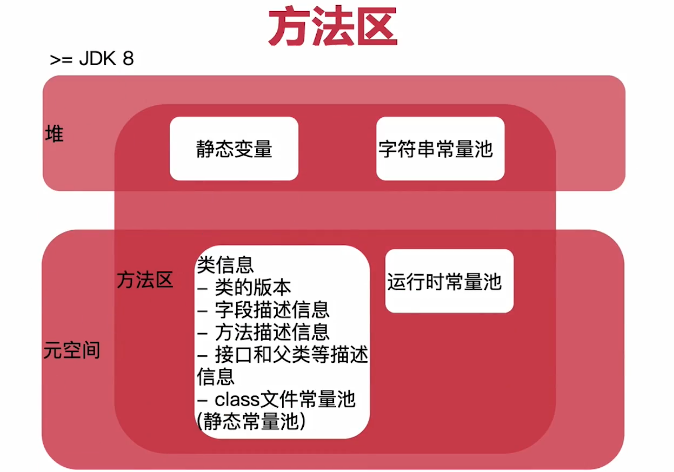 方法区
>= JDK 8
堆
静态变量
字符串常量池
方法区
类信息
– 类的版本
– 字段描述信息
– 方法描述信息
– 接口和父类等描述
信息
– class文件常量池
(静态常量池)
运行时常量池
元空间